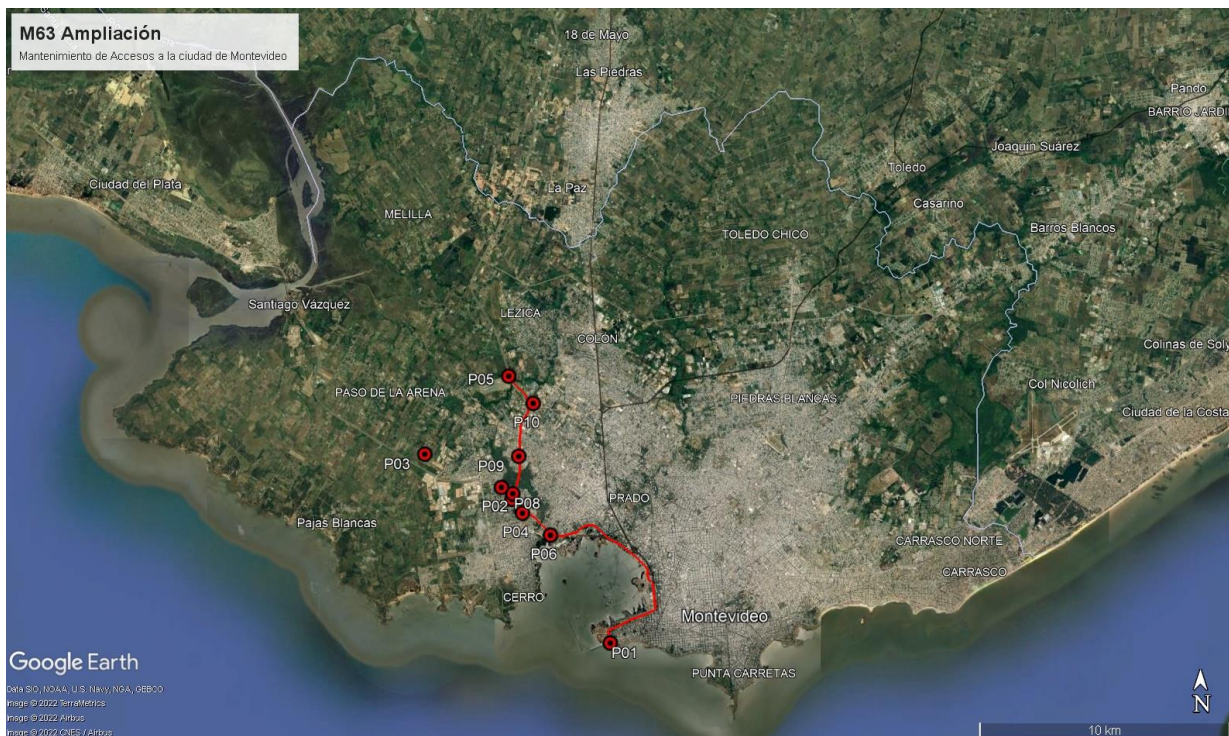 M63 Ampliación
Mantenimiento de Accesos a la ciudad de Montevideo
18 de Mayo
Las Piedras
Pando
BARRIO JARDI
Joaquín Suárez
Toledo
Ciudad del Plata
La Paz
Casarino
MELILLA
Barros Blancos
TOLEDO CHICO
Santiago Vázquez
LEZICA
COLÓN
Colinas de Soly
P05
Col Nicolich
PASO DE LA ARENA
PIEDRAS BLANCAS
Ciudad de la Costa
P10
P03
P09
P02
P08
PRADO
Pajas Blancas
P04
P06
CARRASCO NORTE
CARRASCO
CERRO
Montevideo
P01
Google Earth
PUNTA CARRETAS
Data SIO, NOAA, U.S. Navy, NGA, GEBCO
Image © 2022 TerraMetrics
Image © 2022 Airbus
Image © 2022 CNES / Airbus
N
10 km